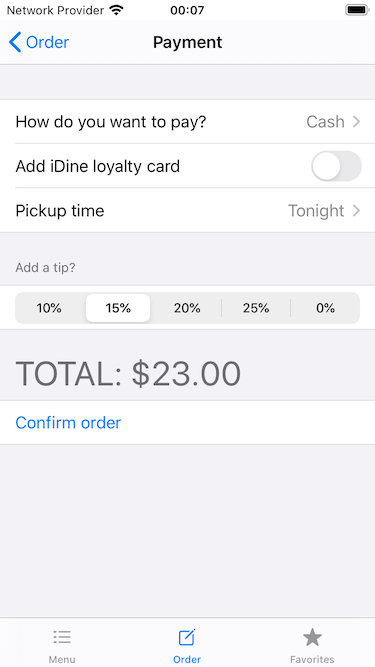 Network Provider 00:07
Order Payment
How do you want to pay? Cash
Add iDine loyalty card
Pickup time Tonight
Add a tip?
10% 15% 20% 25% 0%
TOTAL: $23.00
Confirm order
Menu Order Favorites